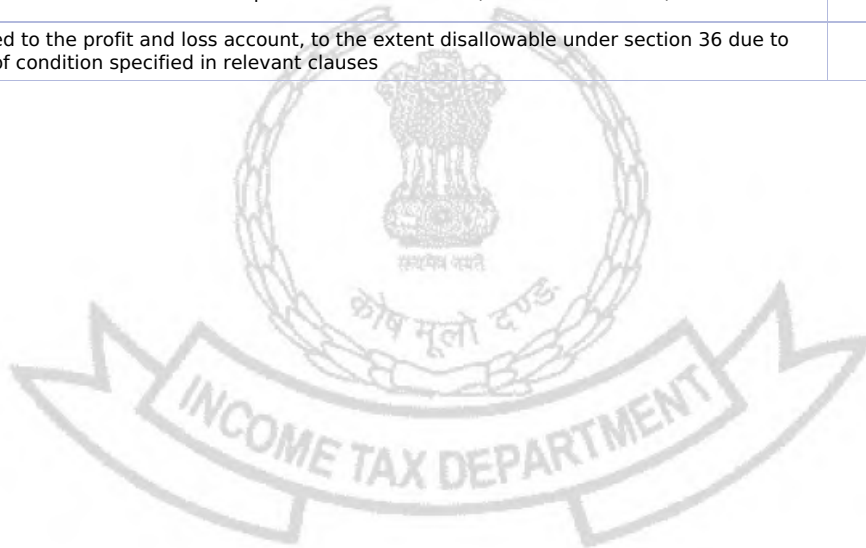 ed to the profit and loss account, to the extent disallowable under section 36 due to
of condition specified in relevant clauses
सत्यमेव जयते
कोष मूलो दण्डः
INCOME TAX DEPARTMENT